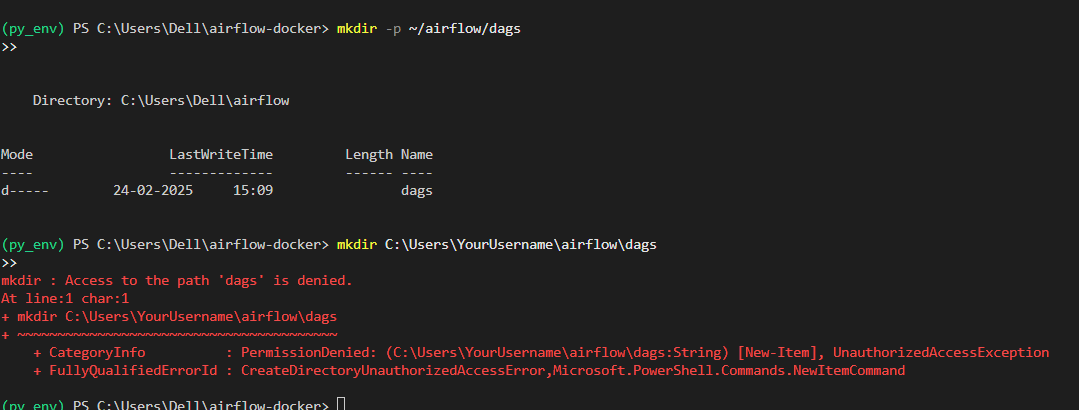 (py_env) PS C:\Users\Dell\airflow-docker> mkdir -p ~/airflow/dags
>>
Directory: C:\Users\Dell\airflow
Mode                 LastWriteTime         Length Name
----                 -------------         ------ ----
d-----        24-02-2025     15:09                dags
(py_env) PS C:\Users\Dell\airflow-docker> mkdir C:\Users\YourUsername\airflow\dags
>>
mkdir : Access to the path 'dags' is denied.
At line:1 char:1
+ mkdir C:\Users\YourUsername\airflow\dags
+ ~~~~~~~~~~~~~~~~~~~~~~~~~~~~~~~~~~~~~~~~
+ CategoryInfo          : PermissionDenied: (C:\Users\YourUsername\airflow\dags:String) [New-Item], UnauthorizedAccessException
+ FullyQualifiedErrorId : CreateDirectoryUnauthorizedAccessError,Microsoft.PowerShell.Commands.NewItemCommand
(py_env) PS C:\Users\Dell\airflow-docker>